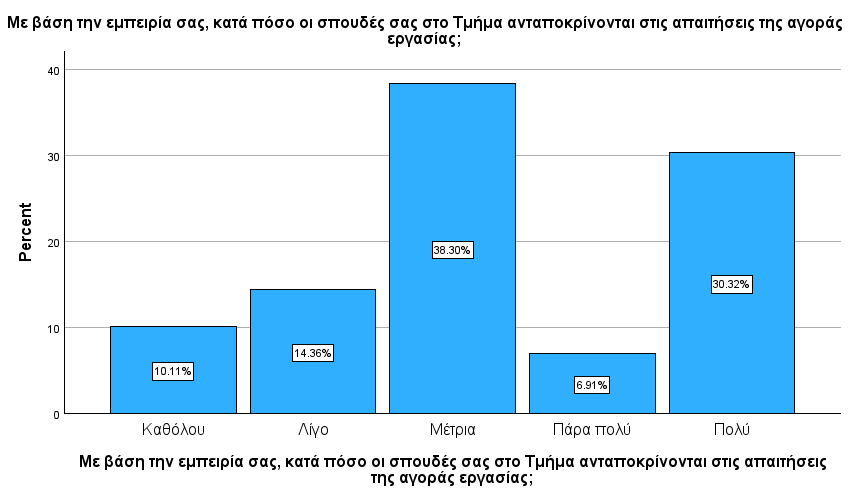 Με βάση την εμπειρία σας, κατά πόσο οι σπουδές σας στο Τμήμα ανταποκρίνονται στις απαιτήσεις της αγοράς
εργασίας;
Percent
40
30
20
10
0
10.11%
14.36%
38.30%
6.91%
30.32%
Καθόλου
Λίγο
Μέτρια
Πάρα πολύ
Πολύ
Με βάση την εμπειρία σας, κατά πόσο οι σπουδές σας στο Τμήμα ανταποκρίνονται στις απαιτήσεις
της αγοράς εργασίας;